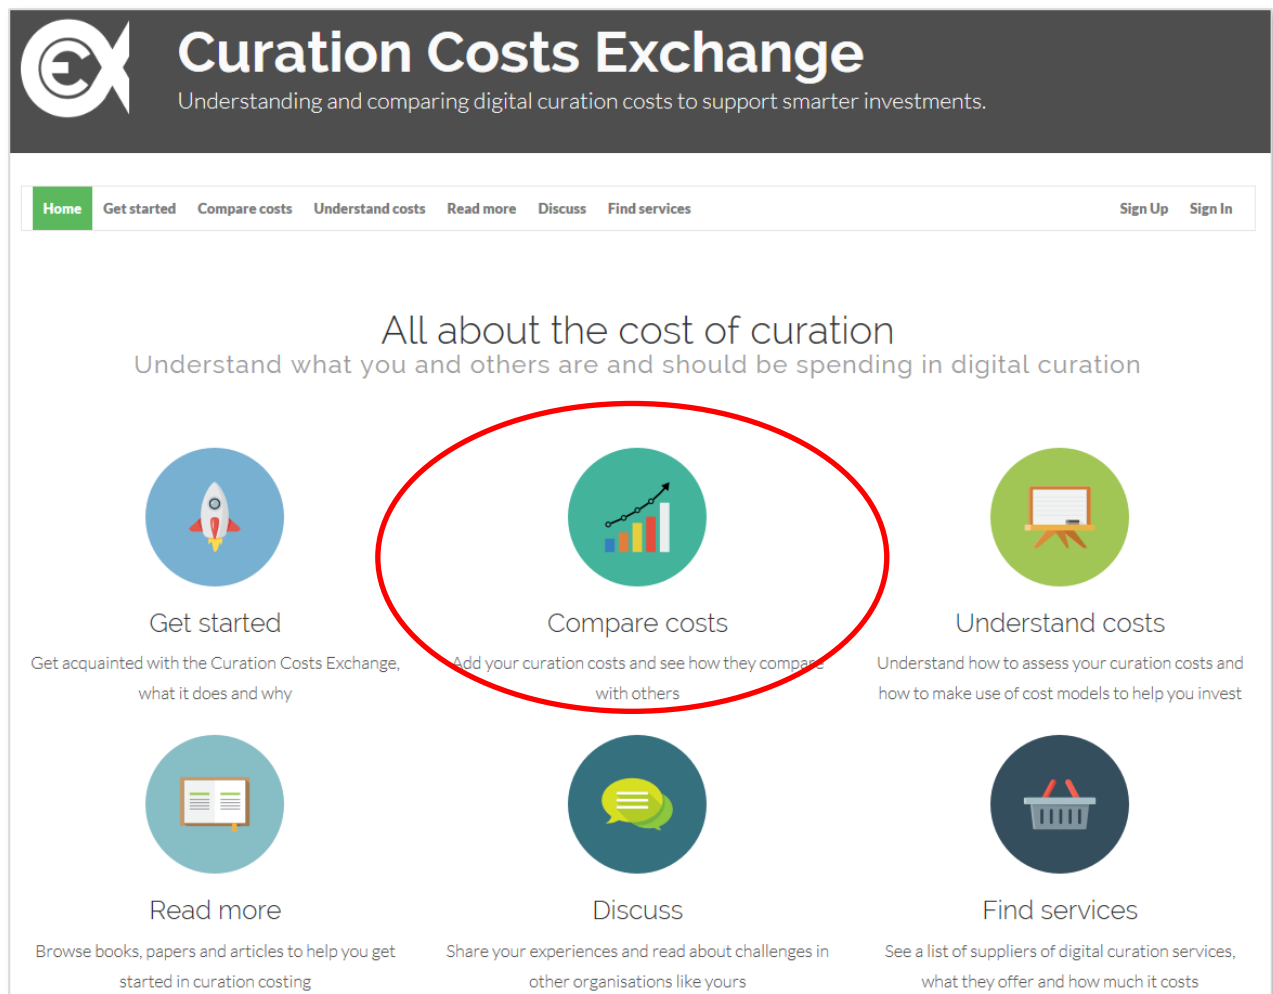 Curation Costs Exchange
Understanding and comparing digital curation costs to support smarter investments.
Home Get started Compare costs Understand costs Read more Discuss Find services Sign Up Sign In
All about the cost of curation
Understand what you and others are and should be spending in digital curation
Get started
Get acquainted with the Curation Costs Exchange,
what it does and why
Compare costs
Add your curation costs and see how they compare
with others
Understand costs
Understand how to assess your curation costs and
how to make use of cost models to help you invest
Read more
Browse books, papers and articles to help you get
started in curation costing
Discuss
Share your experiences and read about challenges in
other organisations like yours
Find services
See a list of suppliers of digital curation services,
what they offer and how much it costs